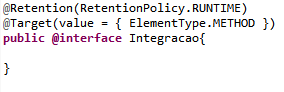 @Retention(RetentionPolicy.RUNTIME)
@Target(value = { ElementType.METHOD })
public @interface Integracao{
}